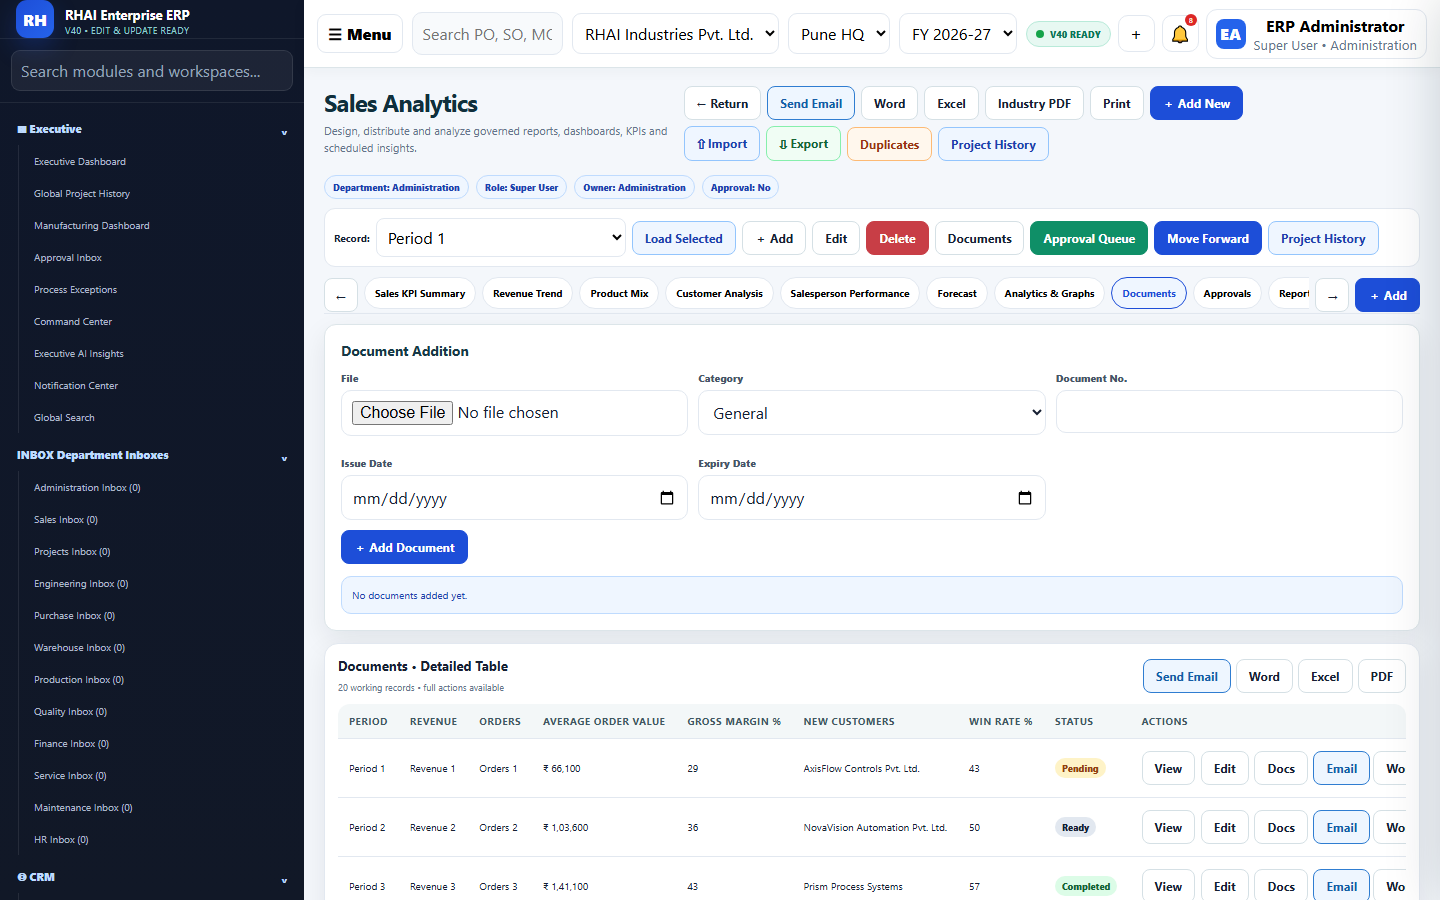 RH
RHAI Enterprise ERP
V40 • EDIT & UPDATE READY
Search modules and workspaces...
Executive
Executive Dashboard
Global Project History
Manufacturing Dashboard
Approval Inbox
Process Exceptions
Command Center
Executive AI Insights
Notification Center
Global Search
INBOX Department Inboxes
Administration Inbox (0)
Sales Inbox (0)
Projects Inbox (0)
Engineering Inbox (0)
Purchase Inbox (0)
Warehouse Inbox (0)
Production Inbox (0)
Quality Inbox (0)
Finance Inbox (0)
Service Inbox (0)
Maintenance Inbox (0)
HR Inbox (0)
CRM
☰ Menu
Search PO, SO, MO
RHAI Industries Pvt. Ltd.
Pune HQ
FY 2026-27
V40 READY
+
8
EA
ERP Administrator
Super User • Administration
Sales Analytics
Design, distribute and analyze governed reports, dashboards, KPIs and
scheduled insights.
← Return
Send Email
Word
Excel
Industry PDF
Print
+ Add New
⇧ Import
⇩ Export
Duplicates
Project History
Department: Administration
Role: Super User
Owner: Administration
Approval: No
Record:
Period 1
Load Selected
+ Add
Edit
Delete
Documents
Approval Queue
Move Forward
Project History
←
Sales KPI Summary
Revenue Trend
Product Mix
Customer Analysis
Salesperson Performance
Forecast
Analytics & Graphs
Documents
Approvals
Report
→
+ Add
Document Addition
File
Choose File No file chosen
Category
General
Document No.
Issue Date
mm/dd/yyyy
Expiry Date
mm/dd/yyyy
+ Add Document
No documents added yet.
Documents • Detailed Table
20 working records • full actions available
Send Email
Word
Excel
PDF
PERIOD REVENUE ORDERS AVERAGE ORDER VALUE GROSS MARGIN % NEW CUSTOMERS WIN RATE % STATUS ACTIONS
Period 1 Revenue 1 Orders 1 ₹ 66,100 29 AxisFlow Controls Pvt. Ltd. 43 Pending View Edit Docs Email Wo
Period 2 Revenue 2 Orders 2 ₹ 1,03,600 36 NovaVision Automation Pvt. Ltd. 50 Ready View Edit Docs Email Wo
Period 3 Revenue 3 Orders 3 ₹ 1,41,100 43 Prism Process Systems 57 Completed View Edit Docs Email Wo